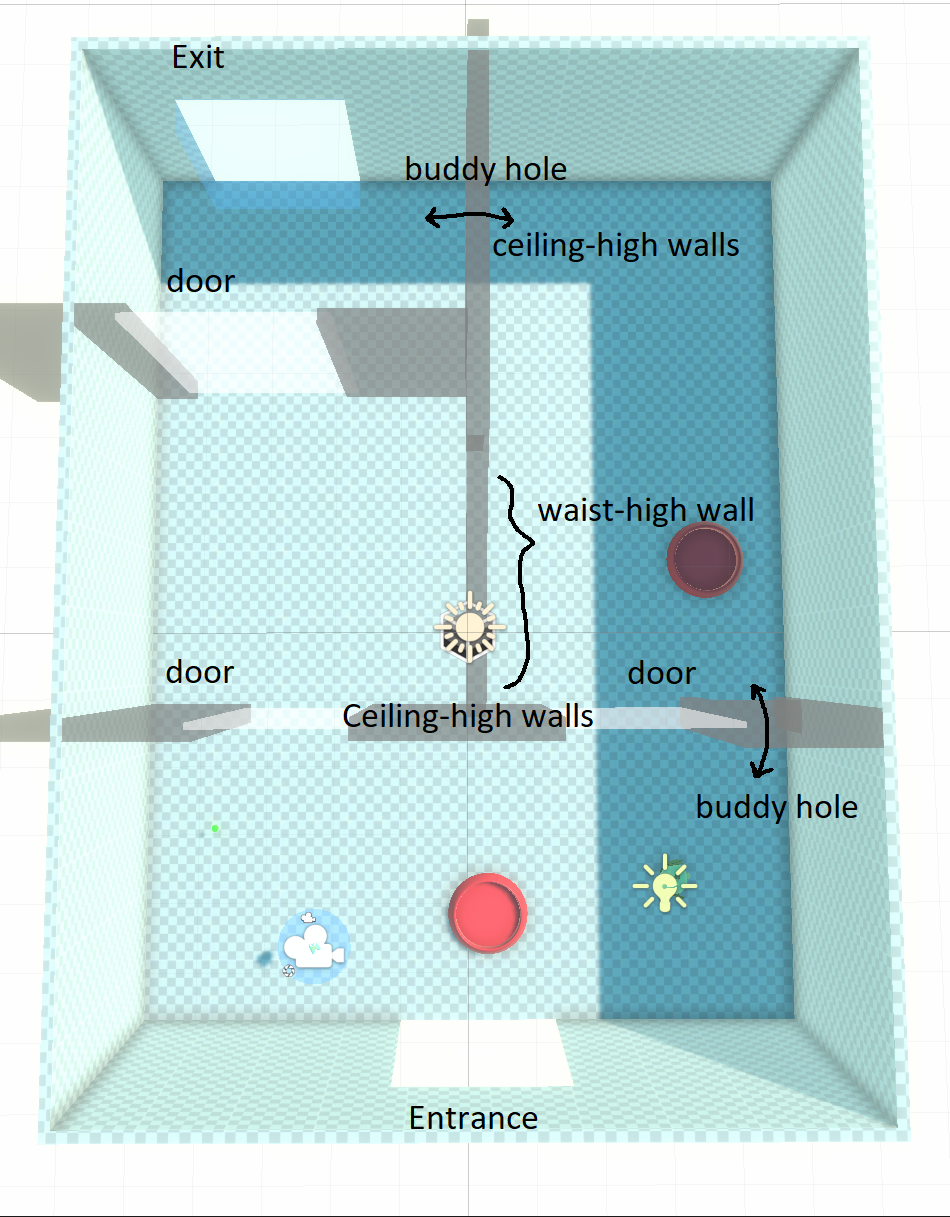 Exit
buddy hole
ceiling-high walls
door
waist-high wall
door
door
Ceiling-high walls
buddy hole
Entrance